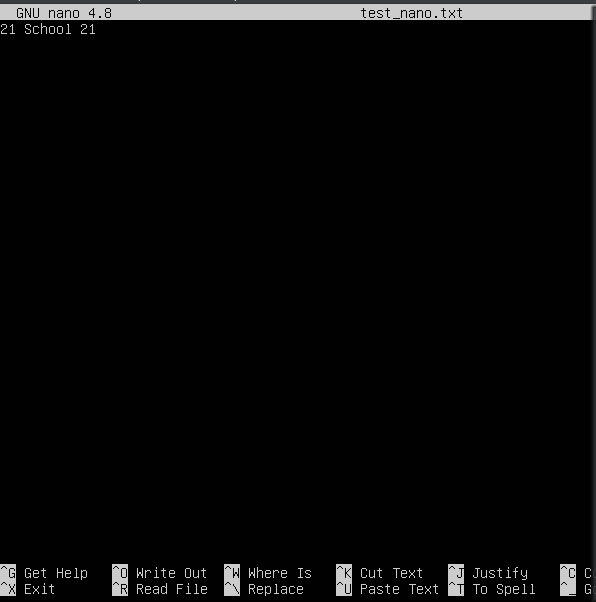 GNU nano 4.8 test_nano.txt
21 School 21
^G Get Help ^O Write Out ^W Where Is ^K Cut Text ^J Justify ^C C
^X Exit ^R Read File ^\ Replace ^U Paste Text ^T To Spell ^_ G